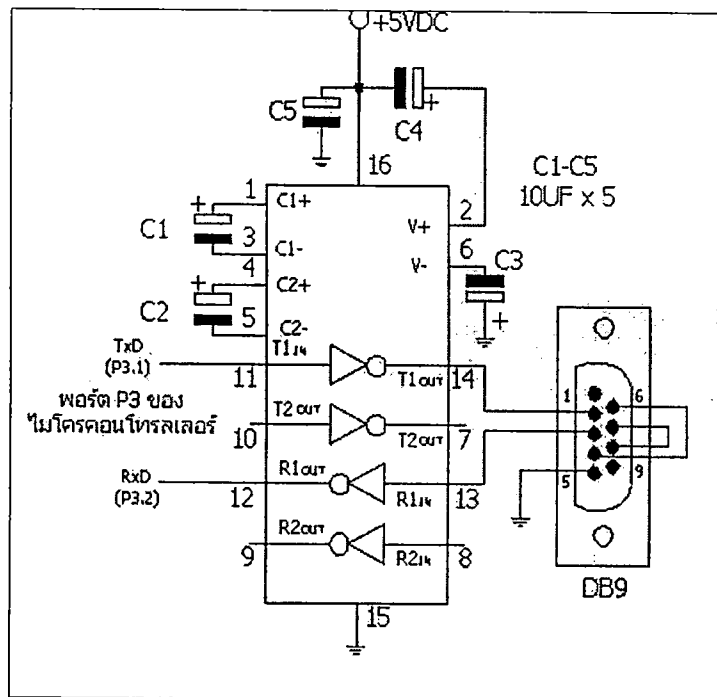 +5VDC
C5
C4
+
16
C1-C5
10UF x 5
1
C1+
+
C1
3
C1-
2
V+
6
V-
C3
+
4
C2+
+
C2
5
C2-
TxD
(P3.1)
11
T1IN
T1OUT
14
พอร์ต P3 ของ
ไมโครคอนโทรลเลอร์
10
T2OUT
T2OUT
7
RxD
(P3.2)
12
R1OUT
R1IN
13
9
R2OUT
R2IN
8
15
1
6
5
9
DB9